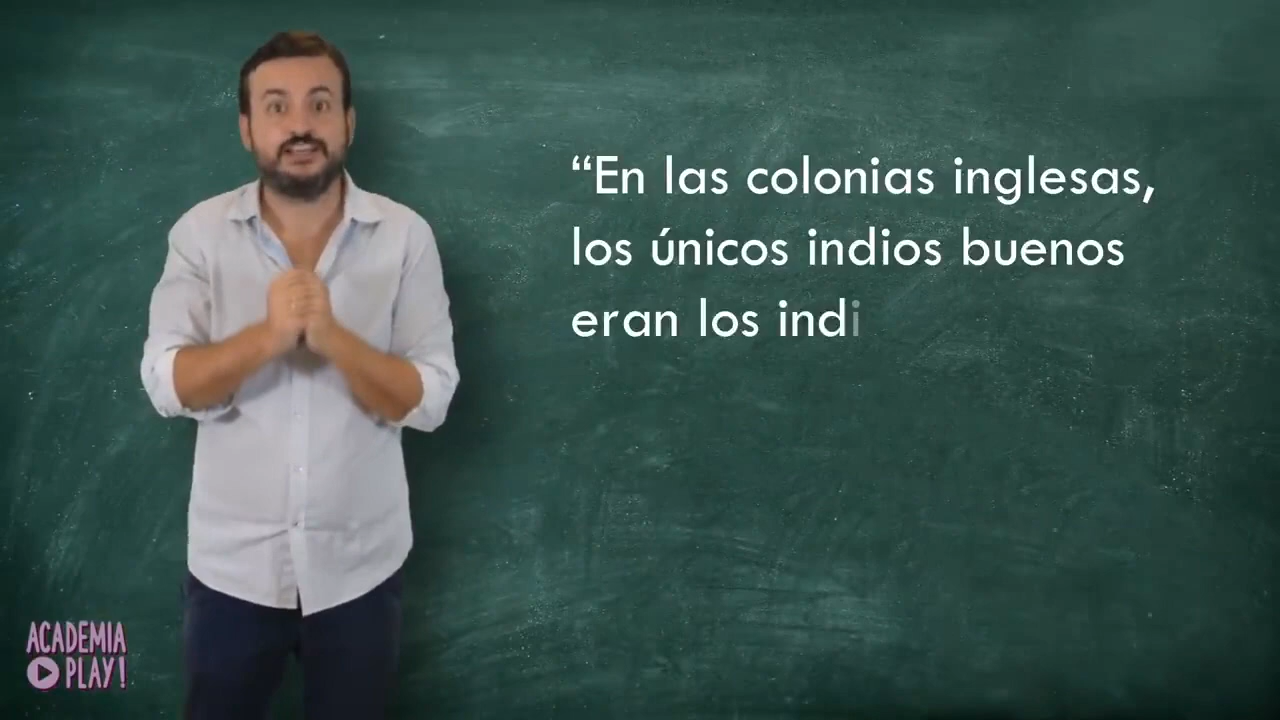 “En las colonias inglesas,
los únicos indios buenos
eran los indi
ACADEMIA
PLAY!